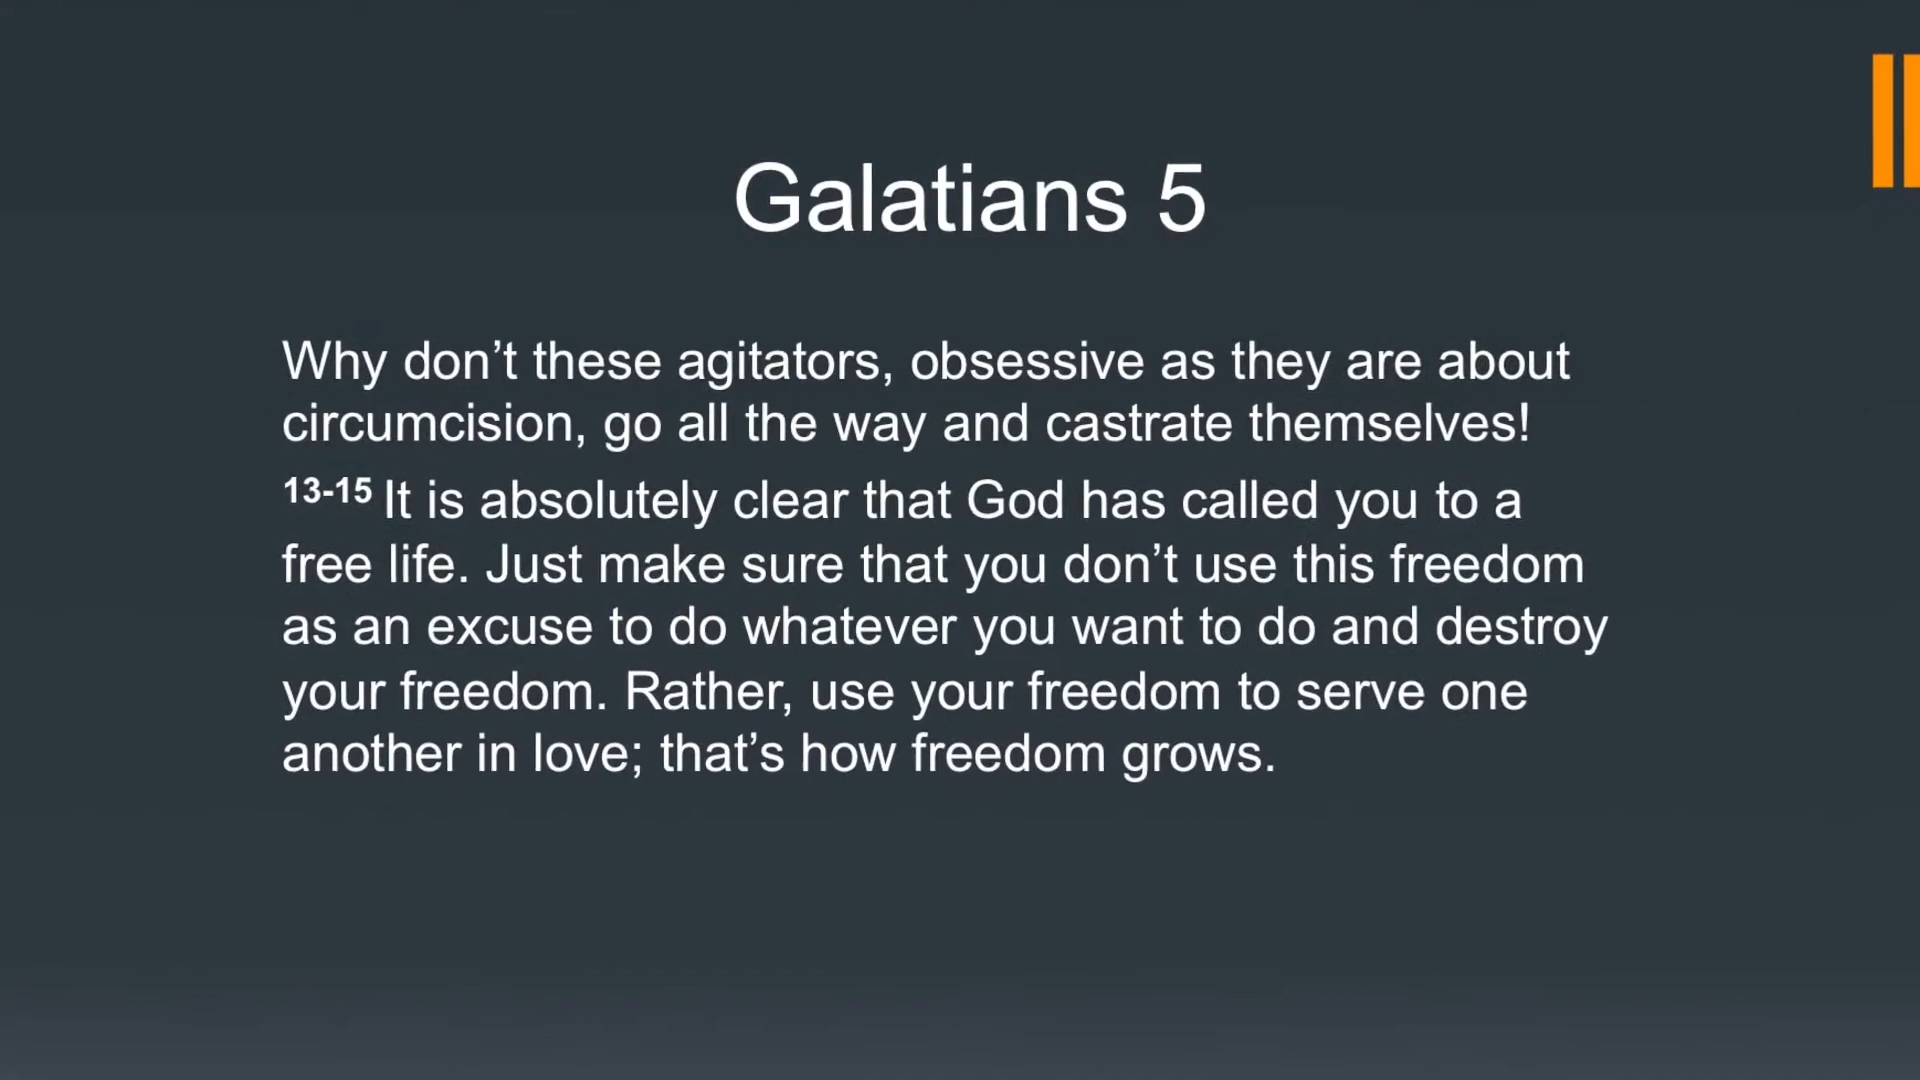 Galatians 5
Why don’t these agitators, obsessive as they are about
circumcision, go all the way and castrate themselves!
13-15 It is absolutely clear that God has called you to a
free life. Just make sure that you don’t use this freedom
as an excuse to do whatever you want to do and destroy
your freedom. Rather, use your freedom to serve one
another in love; that’s how freedom grows.